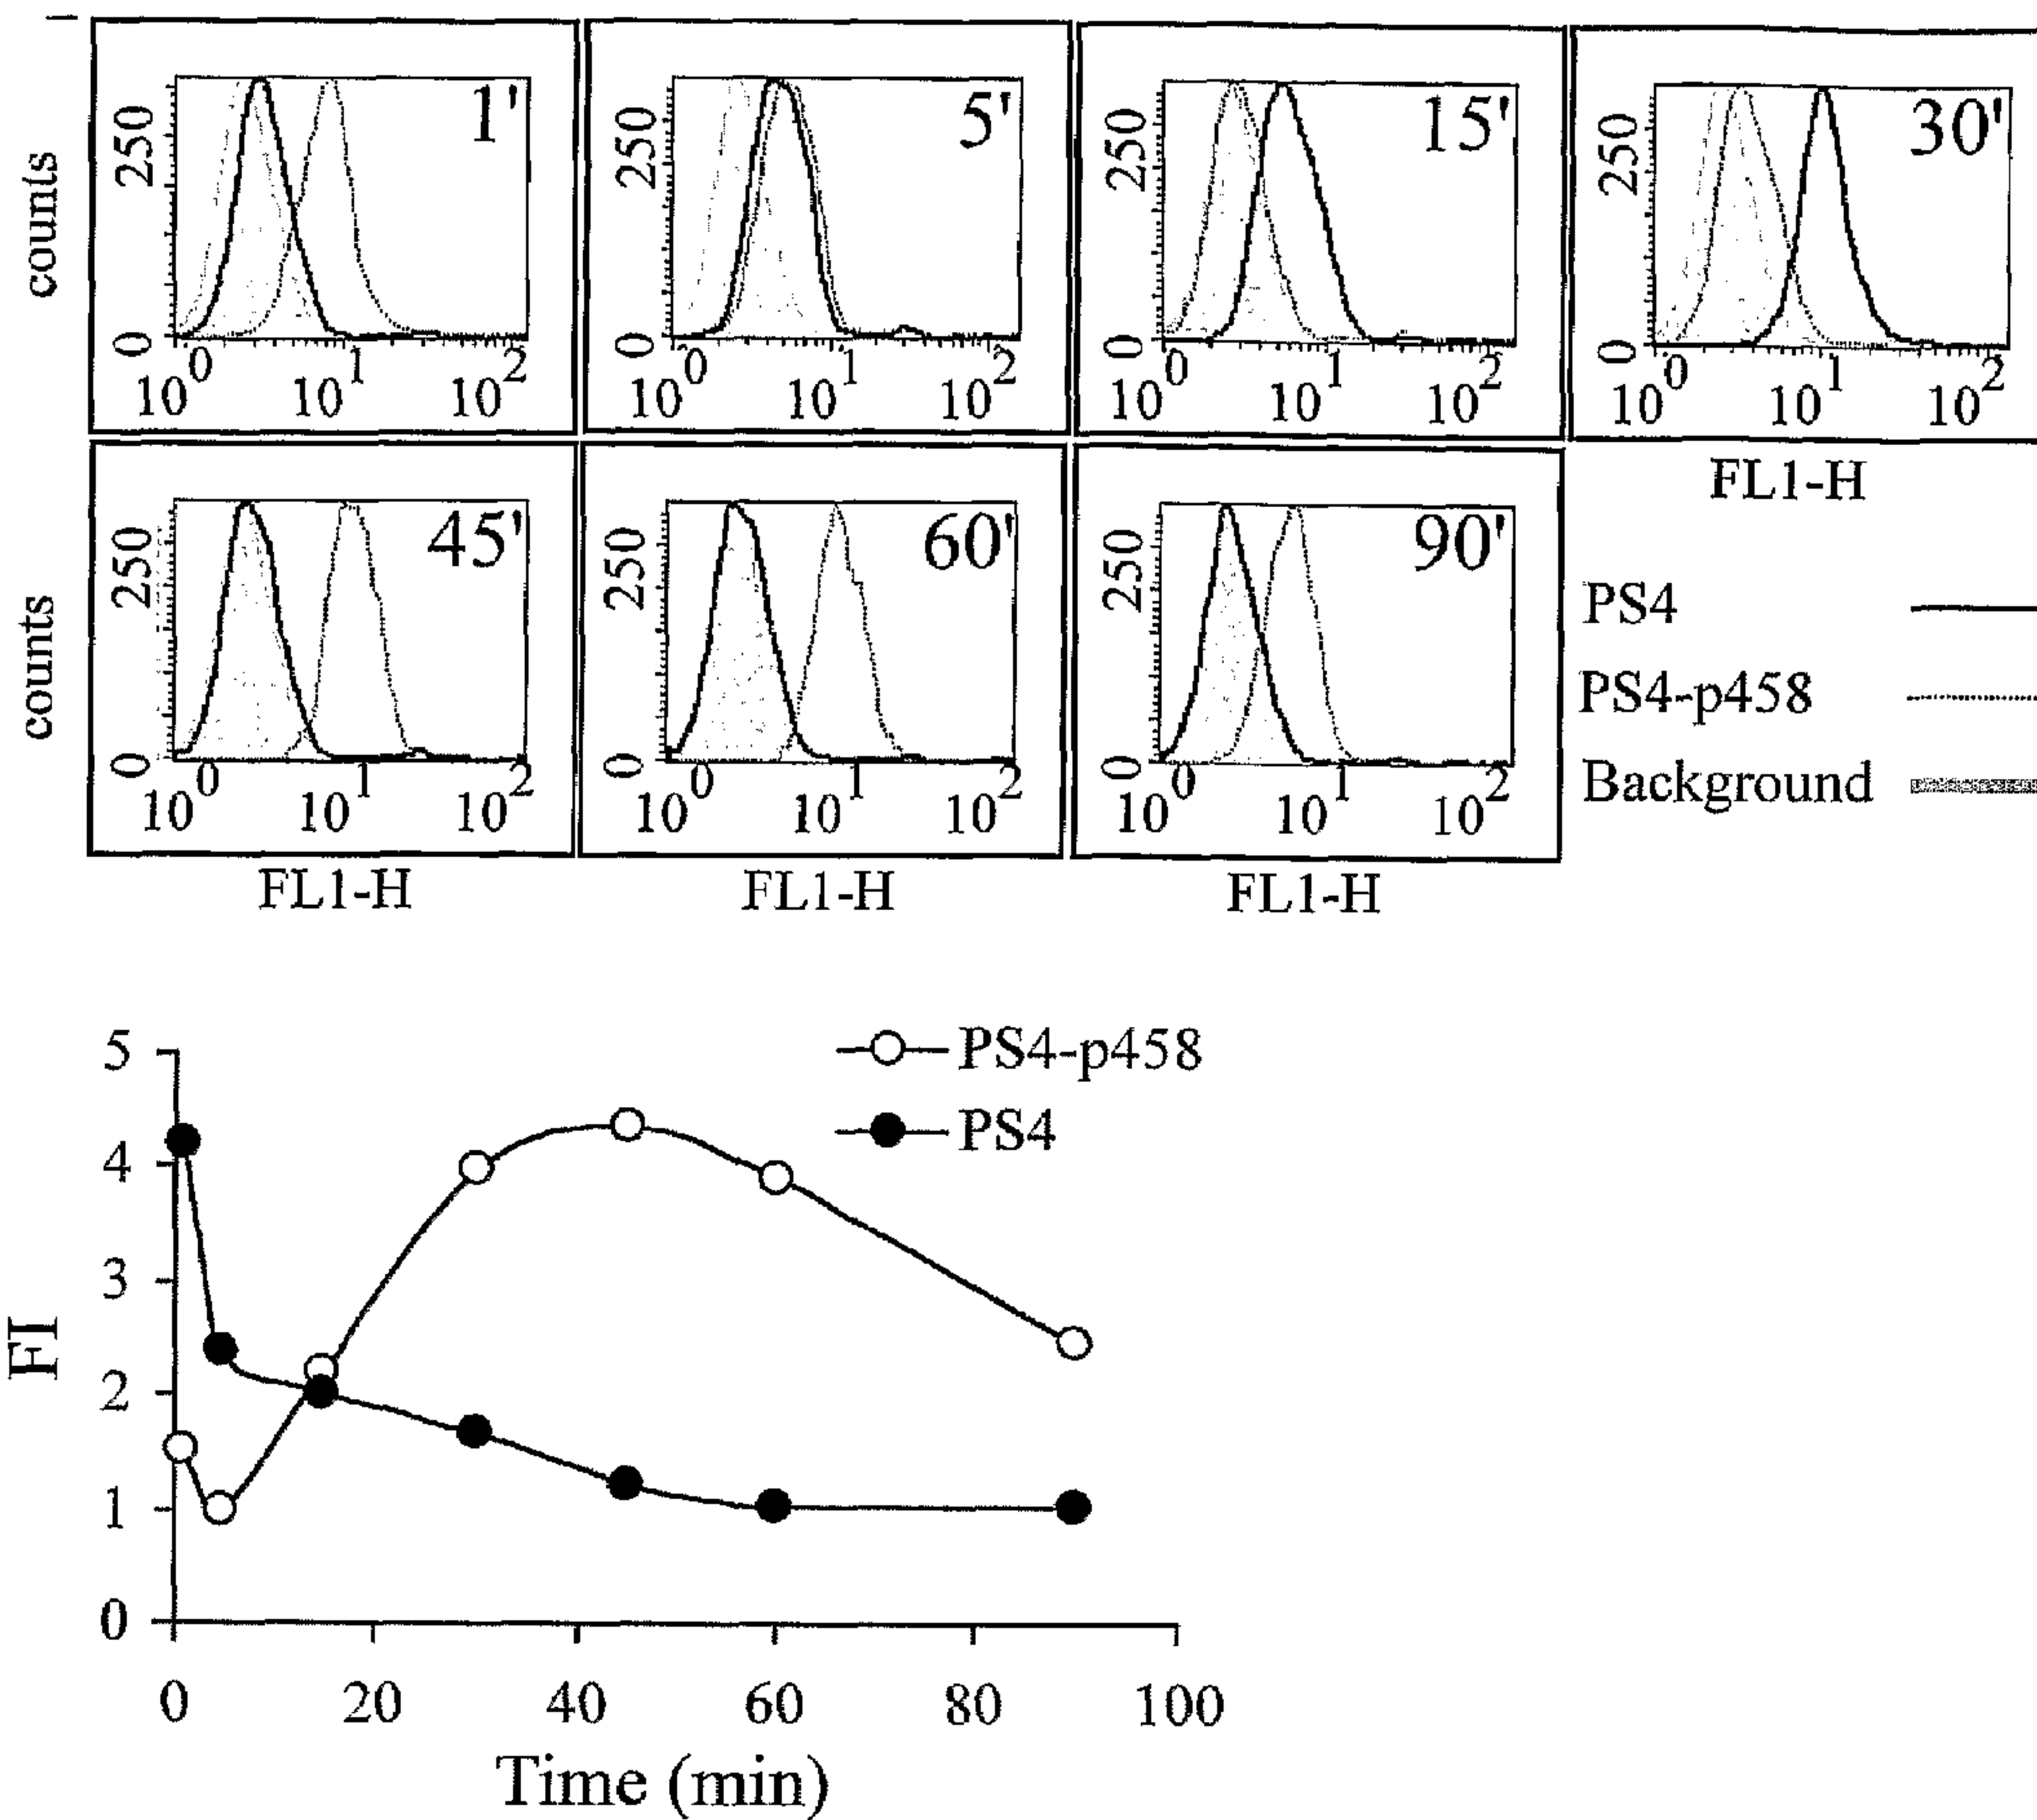 1'
5'
15'
30'
counts
250
0
250
0
250
0
250
0
10^0 10^1 10^2
10^0 10^1 10^2
10^0 10^1 10^2
10^0 10^1 10^2
FL1-H
45'
60'
90'
counts
250
0
250
0
250
0
10^0 10^1 10^2
10^0 10^1 10^2
10^0 10^1 10^2
FL1-H
FL1-H
FL1-H
PS4
PS4-p458
Background
PS4-p458
PS4
FI
5
4
3
2
1
0
0 20 40 60 80 100
Time (min)